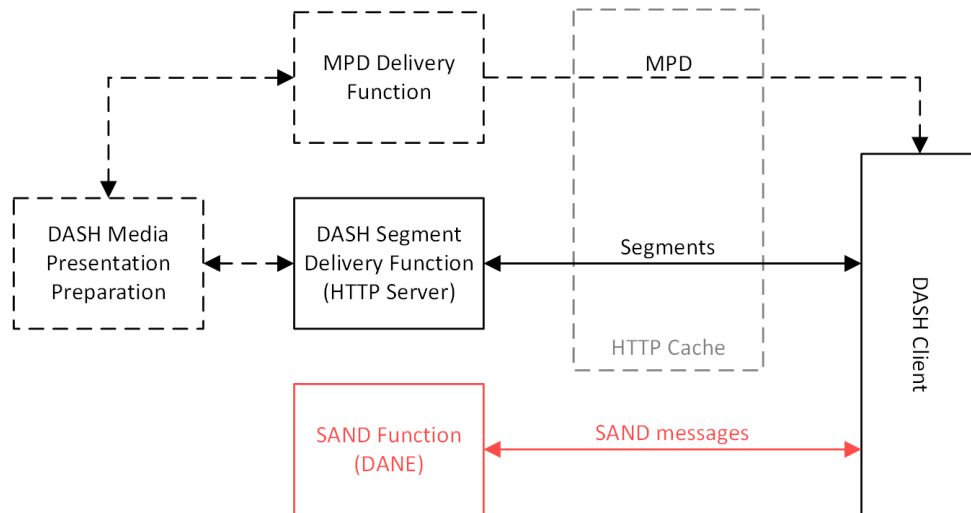 MPD Delivery
Function
MPD
DASH Media
Presentation
Preparation
DASH Segment
Delivery Function
(HTTP Server)
Segments
DASH Client
HTTP Cache
SAND Function
(DANE)
SAND messages